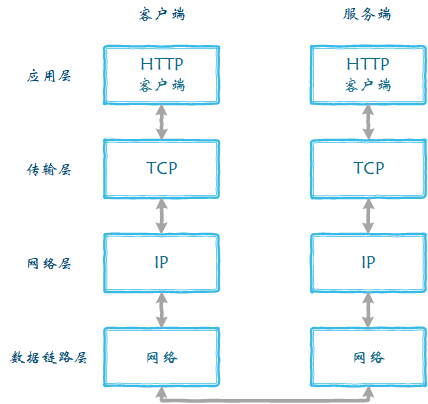 客户端 服务端
应用层 HTTP HTTP
客户端 客户端
传输层 TCP TCP
网络层 IP IP
数据链路层 网络 网络